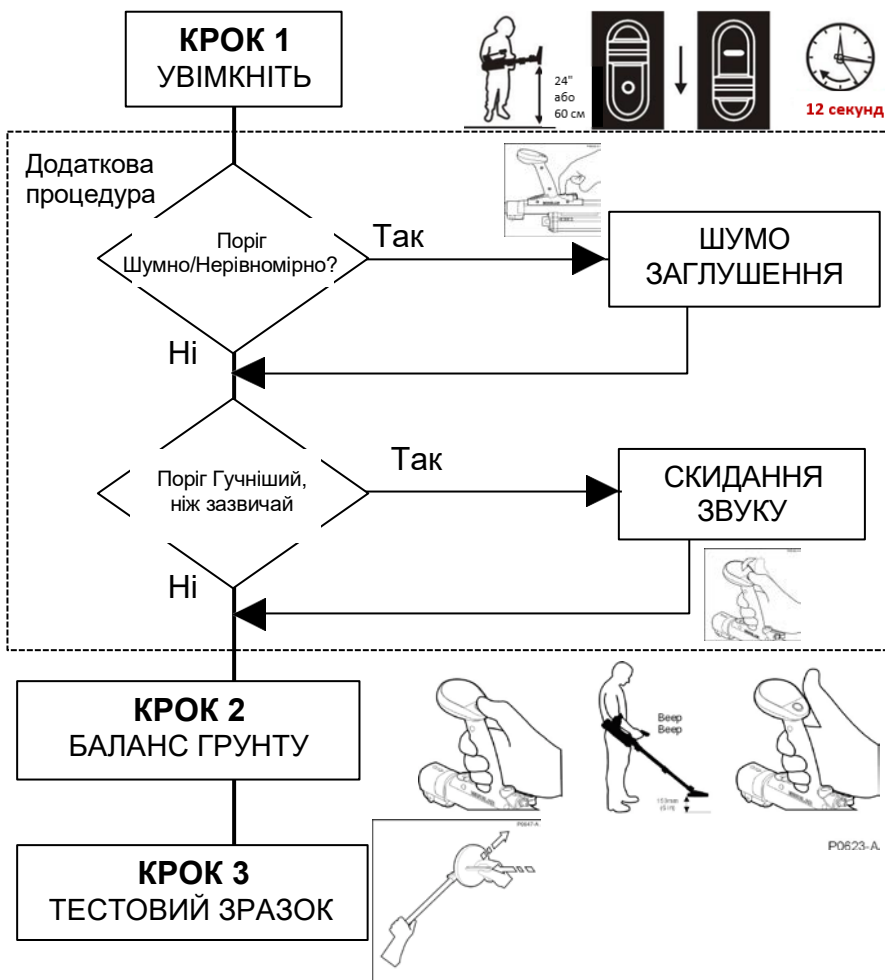 КРОК 1
УВІМКНІТЬ
24"
або
60 см
12 секунд
Додаткова
процедура
Поріг
Шумно/Нерівномірно?
Так
ШУМО
ЗАГЛУШЕННЯ
Ні
Поріг Гучніший,
ніж зазвичай
Так
СКИДАННЯ
ЗВУКУ
Ні
КРОК 2
БАЛАНС ГРУНТУ
Beep
Beep
P0623-A
P0647-A
КРОК 3
ТЕСТОВИЙ ЗРАЗОК